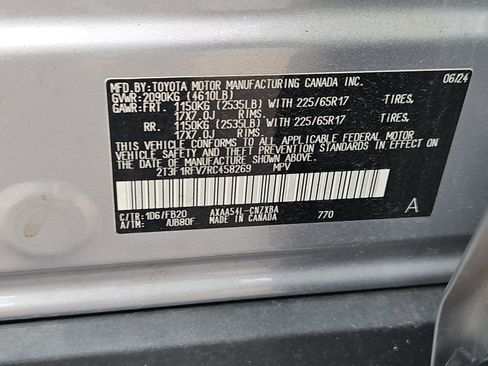 MFD.BY:TOYOTA MOTOR MANUFACTURING CANADA INC. 06/24
GVWR:2090KG (4610LB)
GAWR:FRT. 1150KG (2535LB) WITH 225/65R17 TIRES,
17X7.0J RIMS.
RR. 1150KG (2535LB) WITH 225/65R17 TIRES,
17X7.0J RIMS.
THIS VEHICLE CONFORMS TO ALL APPLICABLE FEDERAL MOTOR
VEHICLE SAFETY AND THEFT PREVENTION STANDARDS IN EFFECT
ON THE DATE OF MANUFACTURE SHOWN ABOVE.
2T3F1RFV7RC458269 MPV
C/TR:1D6/FB20 AXAA54L-CNZXBA 770 A
A/TM: /UB80F MADE IN CANADA